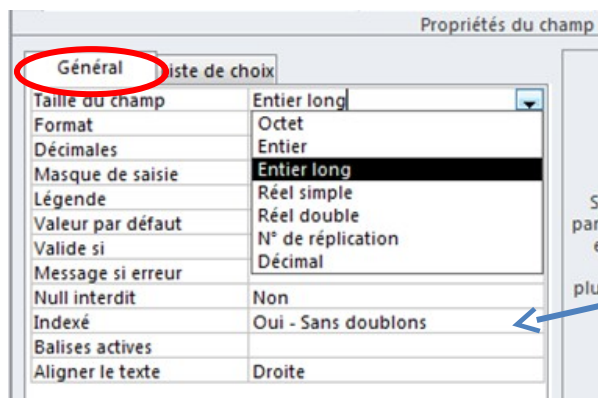 Propriétés du champ
Général
iste de choix
Taille du champ Entier long
Format Octet
Décimales Entier
Masque de saisie Entier long
Légende Réel simple
Valeur par défaut Réel double
Valide si N° de réplication
Message si erreur Décimal
Null interdit Non
Indexé Oui - Sans doublons
Balises actives
Aligner le texte Droite
S
par
e
plu